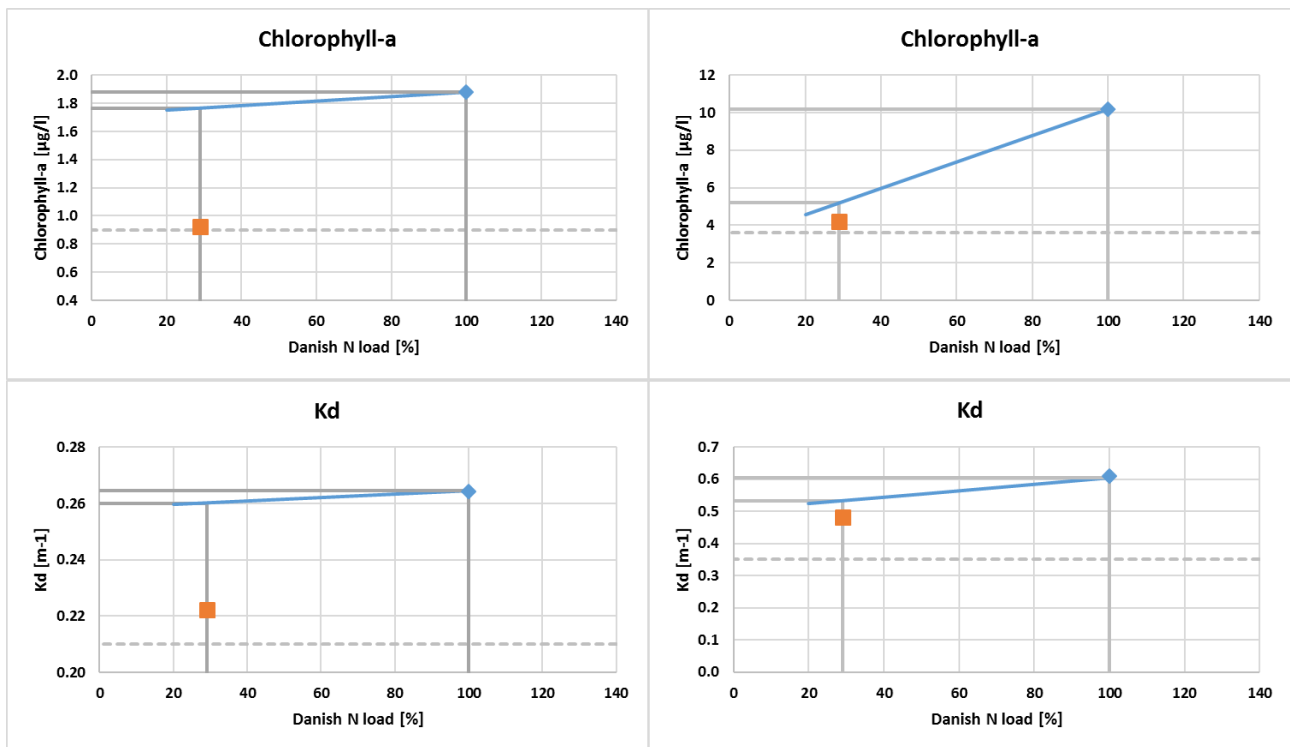 Chlorophyll-a
Chlorophyll-a [µg/l]
2.0
1.8
1.6
1.4
1.2
1.0
0.8
0.6
0.4
0 20 40 60 80 100 120 140
Danish N load [%]
Chlorophyll-a
Chlorophyll-a [µg/l]
12
10
8
6
4
2
0
0 20 40 60 80 100 120 140
Danish N load [%]
Kd
Kd [m-1]
0.28
0.26
0.24
0.22
0.20
0 20 40 60 80 100 120 140
Danish N load [%]
Kd
Kd [m-1]
0.7
0.6
0.5
0.4
0.3
0.2
0.1
0.0
0 20 40 60 80 100 120 140
Danish N load [%]